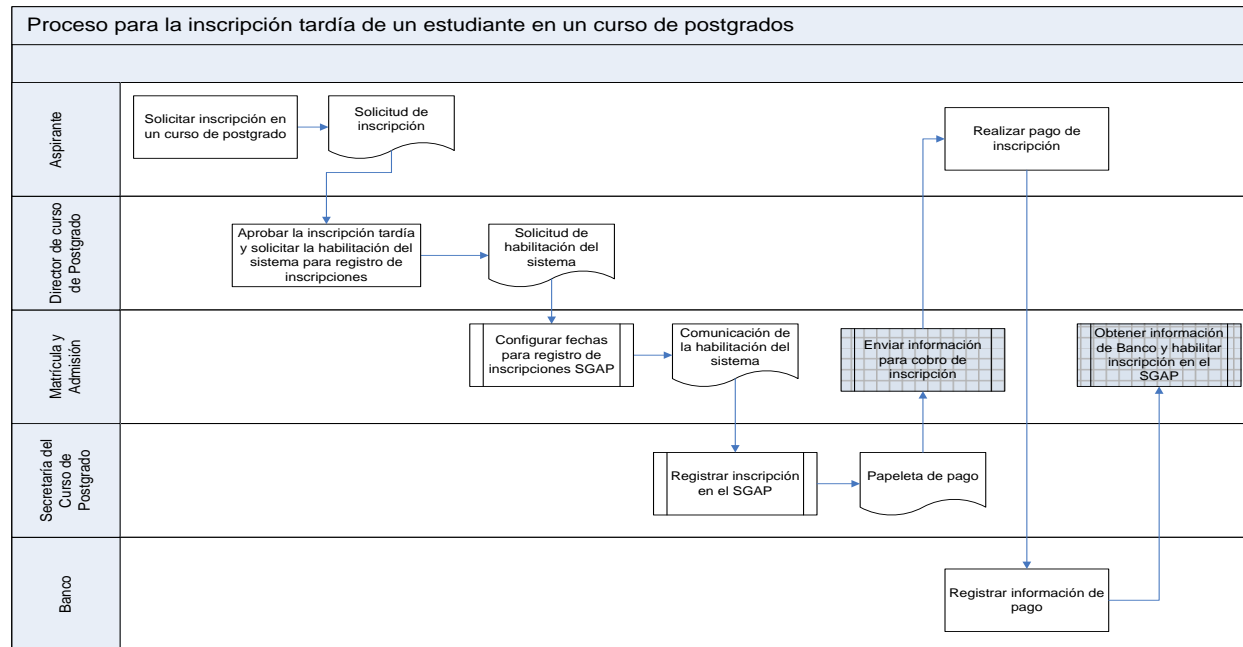 Proceso para la inscripción tardía de un estudiante en un curso de postgrados
Aspirante
Solicitar inscripción en
un curso de postgrado
Solicitud de
inscripción
Realizar pago de
inscripción
Director de curso
de Postgrado
Aprobar la inscripción tardía
y solicitar la habilitación del
sistema para registro de
inscripciones
Solicitud de
habilitación del
sistema
Matrícula y
Admisión
Configurar fechas
para registro de
inscripciones SGAP
Comunicación de
la habilitación del
sistema
Enviar información
para cobro de
inscripción
Obtener información
de Banco y habilitar
inscripción en el
SGAP
Secretaría del
Curso de
Postgrado
Registrar inscripción
en el SGAP
Papeleta de pago
Banco
Registrar información de
pago